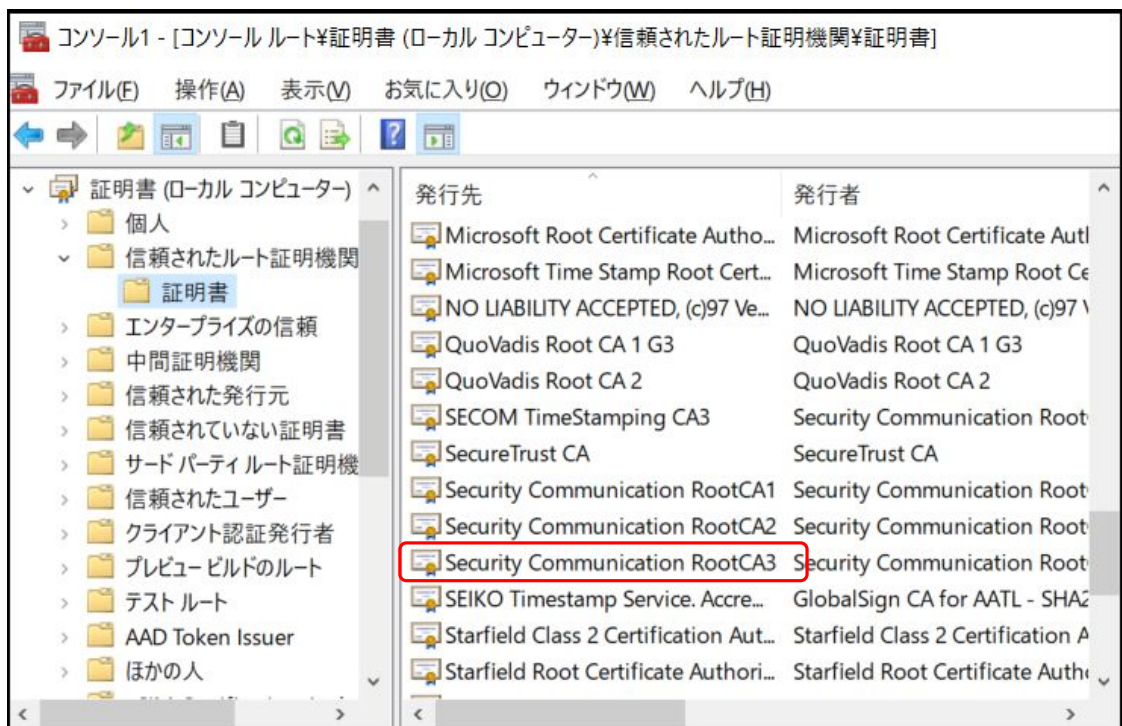 コンソール1 - [コンソール ルート¥証明書 (ローカル コンピューター)¥信頼されたルート証明機関¥証明書]
ファイル(F) 操作(A) 表示(V) お気に入り(O) ウィンドウ(W) ヘルプ(H)
証明書 (ローカル コンピューター)
個人
信頼されたルート証明機関
証明書
エンタープライズの信頼
中間証明機関
信頼された発行元
信頼されていない証明書
サード パーティ ルート証明機
信頼されたユーザー
クライアント認証発行者
プレビュー ビルドのルート
テスト ルート
AAD Token Issuer
ほかの人
発行先 発行者
Microsoft Root Certificate Autho... Microsoft Root Certificate Aut
Microsoft Time Stamp Root Cert... Microsoft Time Stamp Root Ce
NO LIABILITY ACCEPTED, (c)97 Ve... NO LIABILITY ACCEPTED, (c)97
QuoVadis Root CA 1 G3 QuoVadis Root CA 1 G3
QuoVadis Root CA 2 QuoVadis Root CA 2
SECOM TimeStamping CA3 Security Communication Root
SecureTrust CA SecureTrust CA
Security Communication RootCA1 Security Communication Root
Security Communication RootCA2 Security Communication Root
Security Communication RootCA3 Security Communication Root
SEIKO Timestamp Service. Accre... GlobalSign CA for AATL - SHA2
Starfield Class 2 Certification Aut... Starfield Class 2 Certification A
Starfield Root Certificate Authori... Starfield Root Certificate Auth